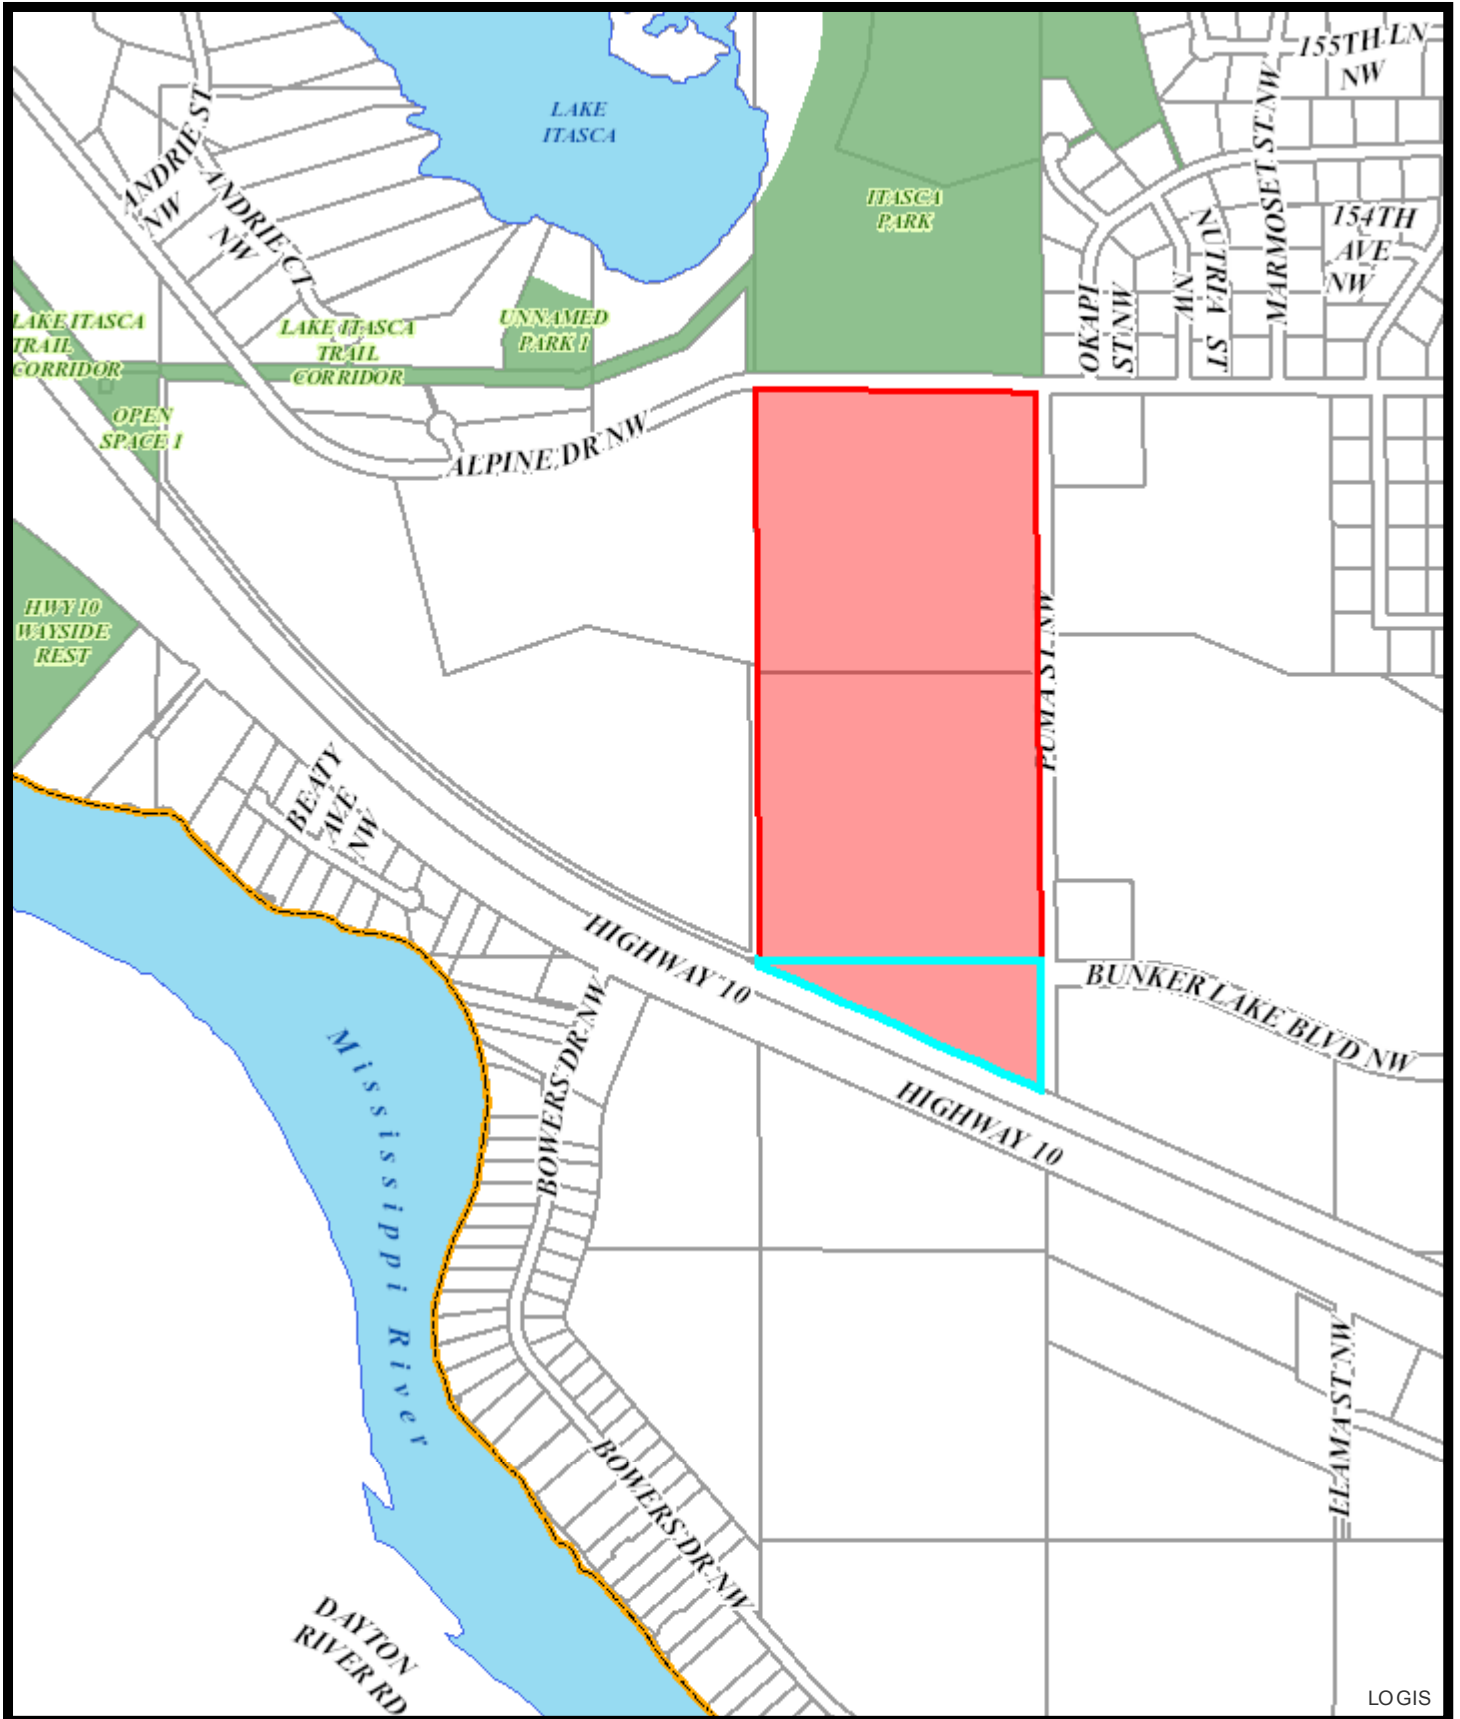 155TH LN
NW
LAKE
ITASCA
ANDRIE ST
NW
ANDRIE CT
NW
ITASCA
PARK
MARMOSET ST NW
154TH
AVE
NW
NUTRIA ST
NW
OKAPI
ST NW
LAKE ITASCA
TRAIL
CORRIDOR
LAKE ITASCA
TRAIL
CORRIDOR
UNNAMED
PARK 1
OPEN
SPACE 1
ALPINE DR NW
HWY 10
WAYSIDE
REST
PUMA ST NW
BEATY
AVE
NW
HIGHWAY 10
BUNKER LAKE BLVD NW
BOWERS DR NW
HIGHWAY 10
Mississippi River
LLAMA ST NW
BOWERS DR NW
DAYTON
RIVER RD
LOGIS